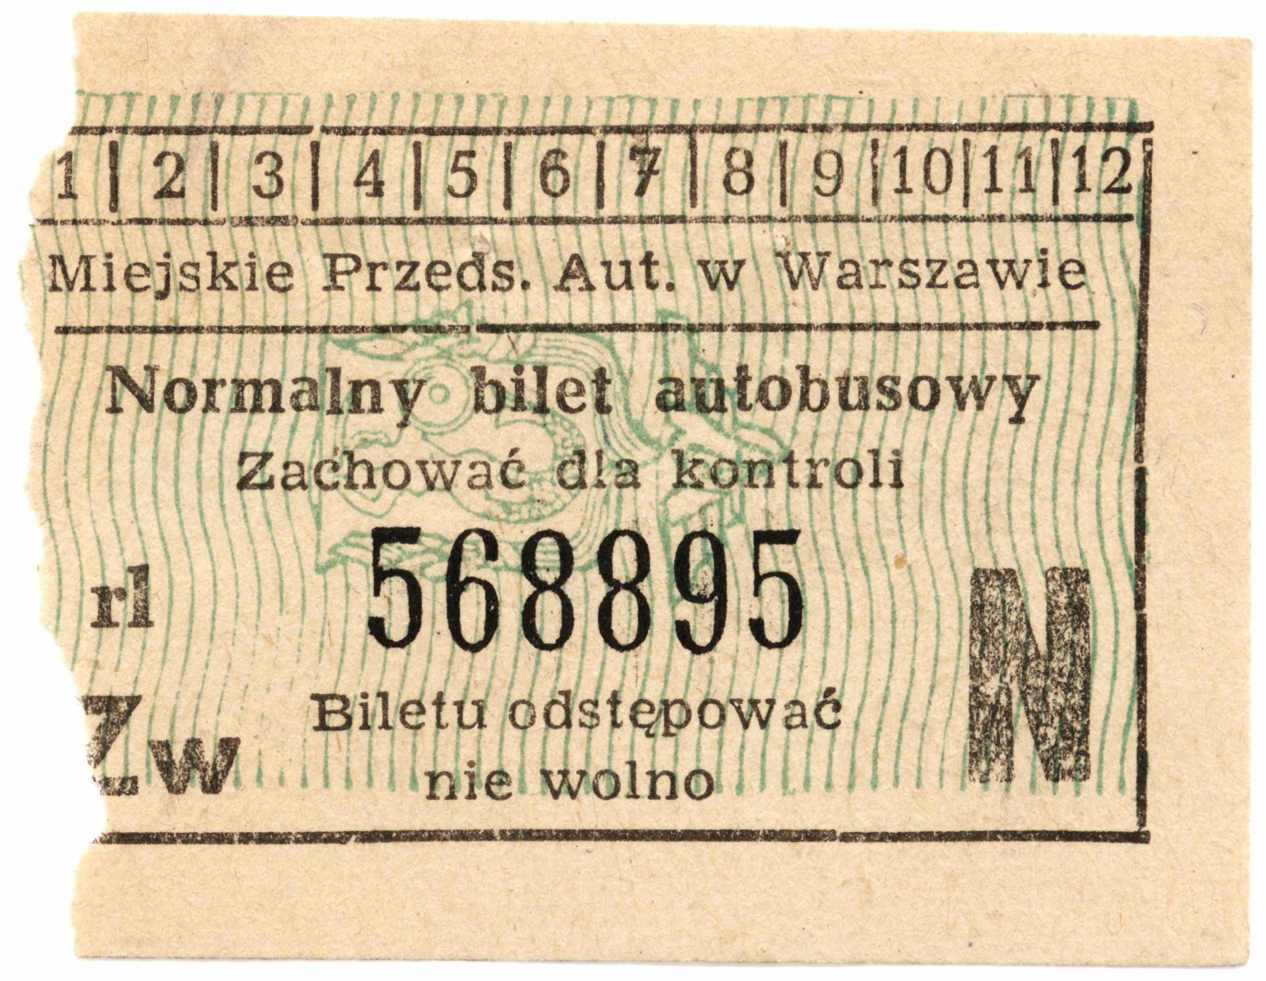 1 | 2 | 3 | 4 | 5 | 6 | 7 | 8 | 9 | 10 | 11 | 12
Miejskie Przeds. Aut. w Warszawie
Normalny bilet autobusowy
Zachować dla kontroli
568895
rl
N
Zw
Biletu odstępować
nie wolno